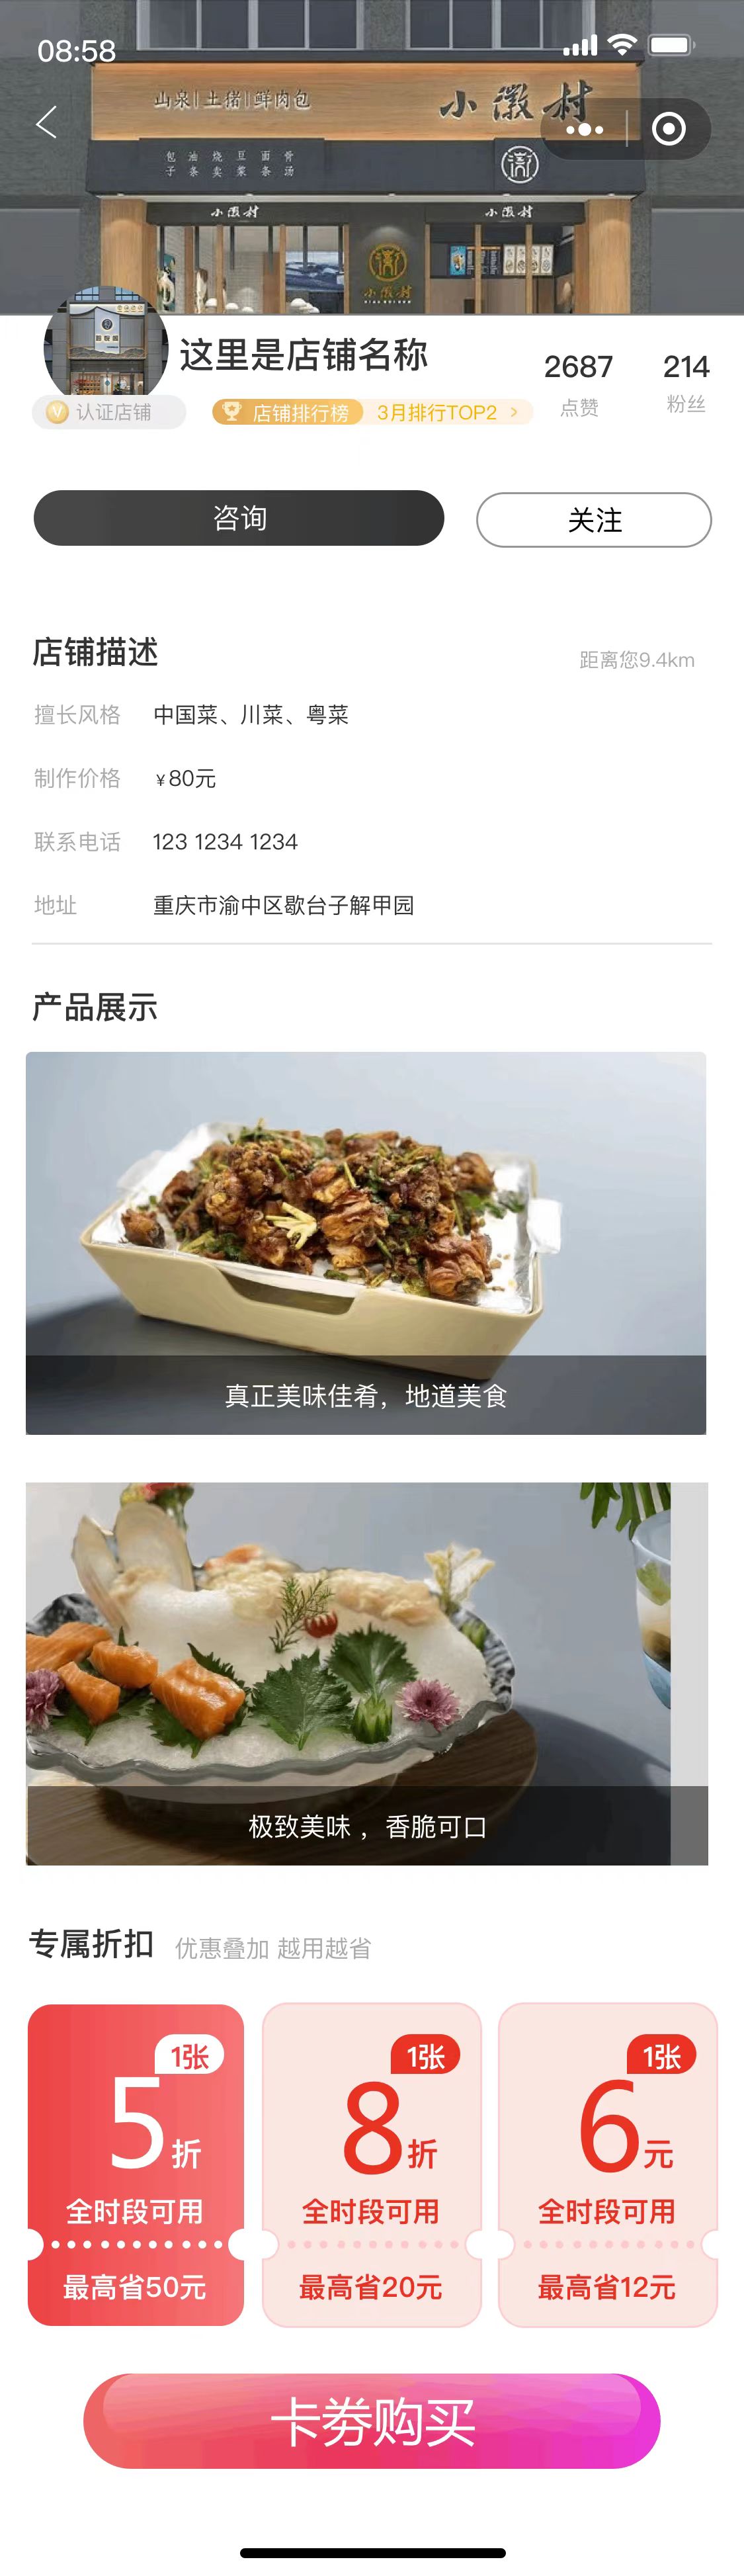 08:58
山泉|土猪|鲜肉包
小徽村
包子 油条 烧卖 豆浆 面条 骨汤
小徽村
小徽村
小徽村
这里是店铺名称
2687
214
点赞
粉丝
V 认证店铺
店铺排行榜 3月排行TOP2 >
咨询
关注
店铺描述
距离您9.4km
擅长风格 中国菜、川菜、粤菜
制作价格 ¥80元
联系电话 123 1234 1234
地址 重庆市渝中区歇台子解甲园
产品展示
真正美味佳肴，地道美食
极致美味 ，香脆可口
专属折扣 优惠叠加 越用越省
1张
5折
全时段可用
最高省50元
1张
8折
全时段可用
最高省20元
1张
6元
全时段可用
最高省12元
卡券购买